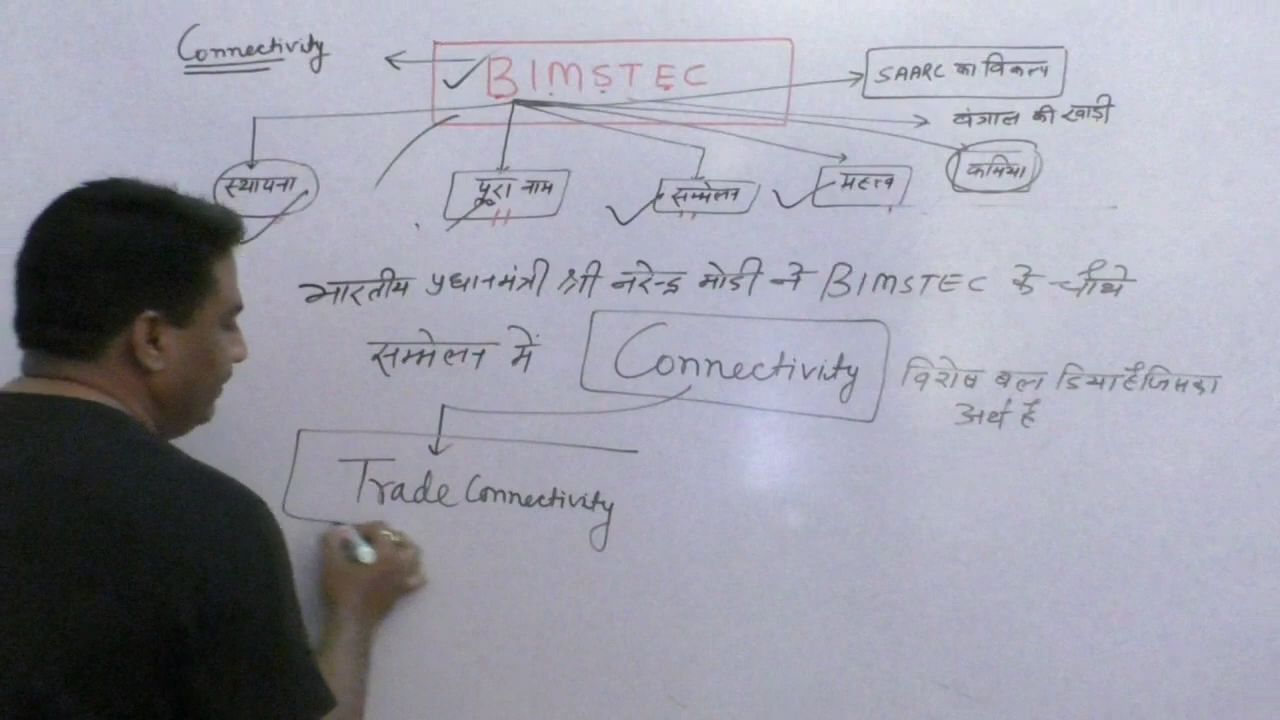 Connectivity
BIMSTEC
SAARC का विकल्प
बंगाल की खाड़ी
स्थापना
पूरा नाम
सम्मेलन
महत्व
कमिया
भारतीय प्रधानमंत्री श्री नरेन्द्र मोडी ने BIMSTEC के चौथे
सम्मेलन में Connectivity विशेष बल दिया है जिसका
अर्थ है
Trade Connectivity